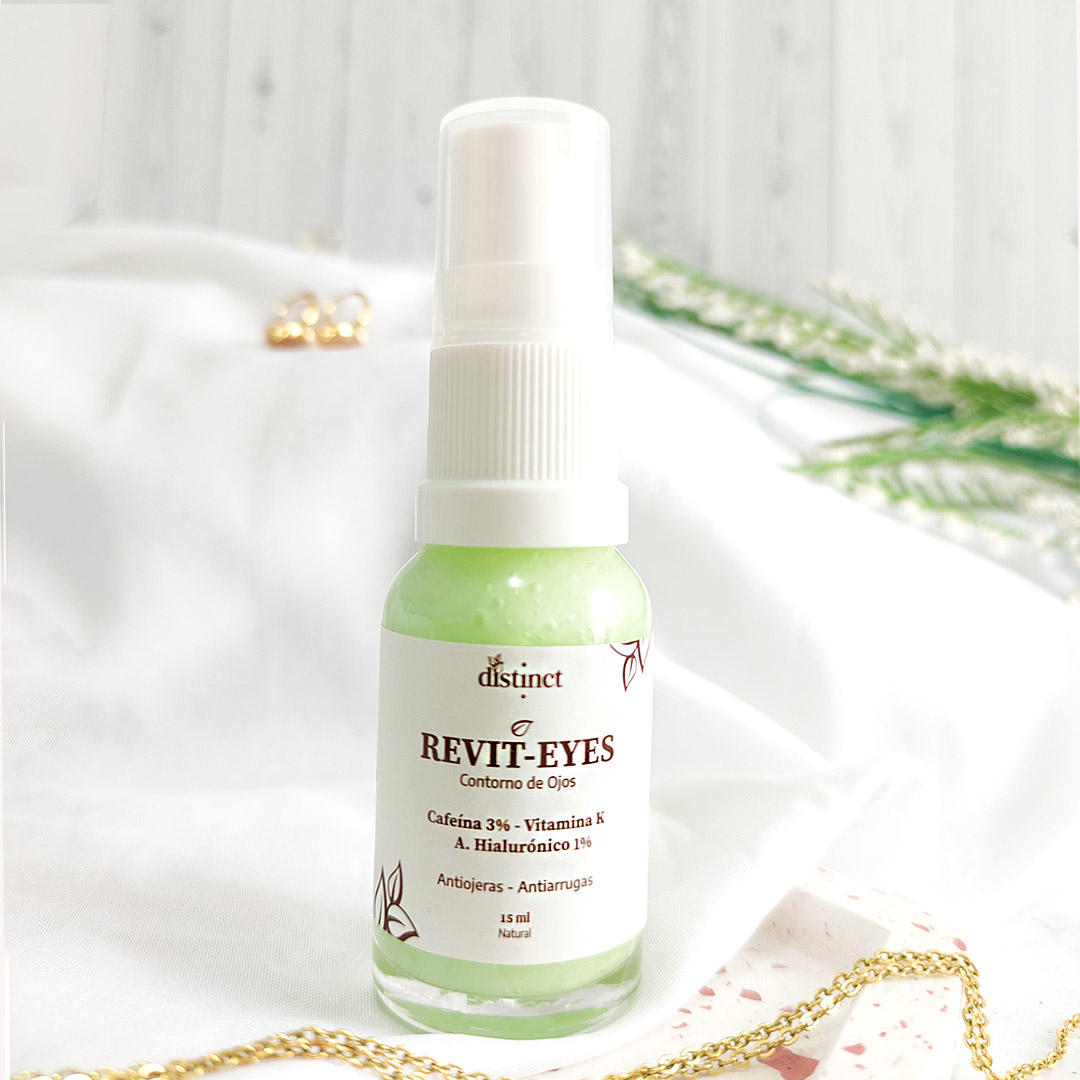 distinct
REVIT-EYES
Contorno de Ojos
Cafeína 3% - Vitamina K
A. Hialurónico 1%
Antiojeras - Antiarrugas
15 ml
Natural